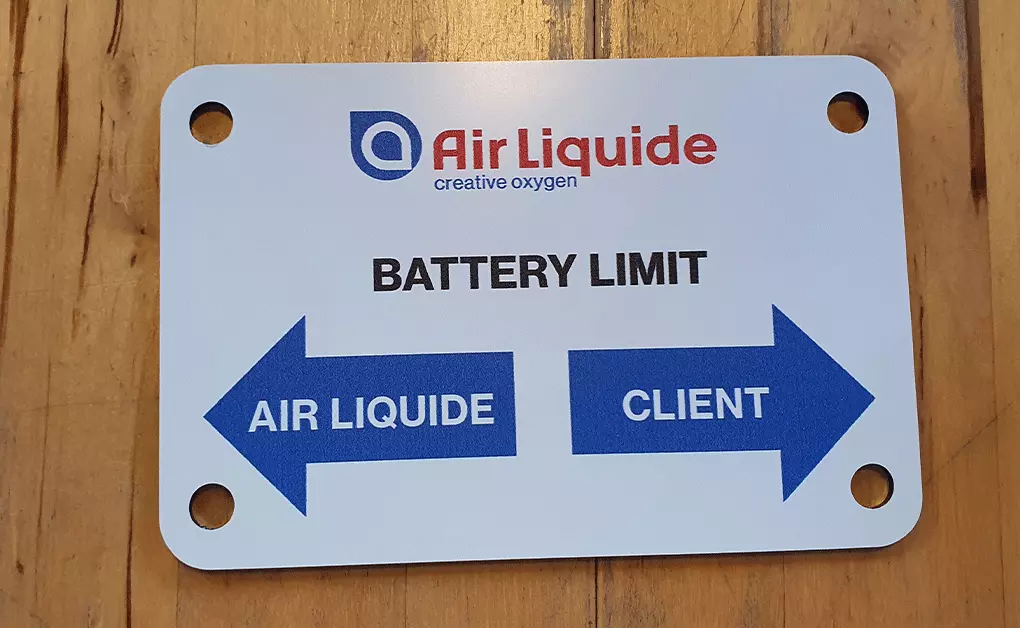 Air Liquide
creative oxygen
BATTERY LIMIT
AIR LIQUIDE
CLIENT